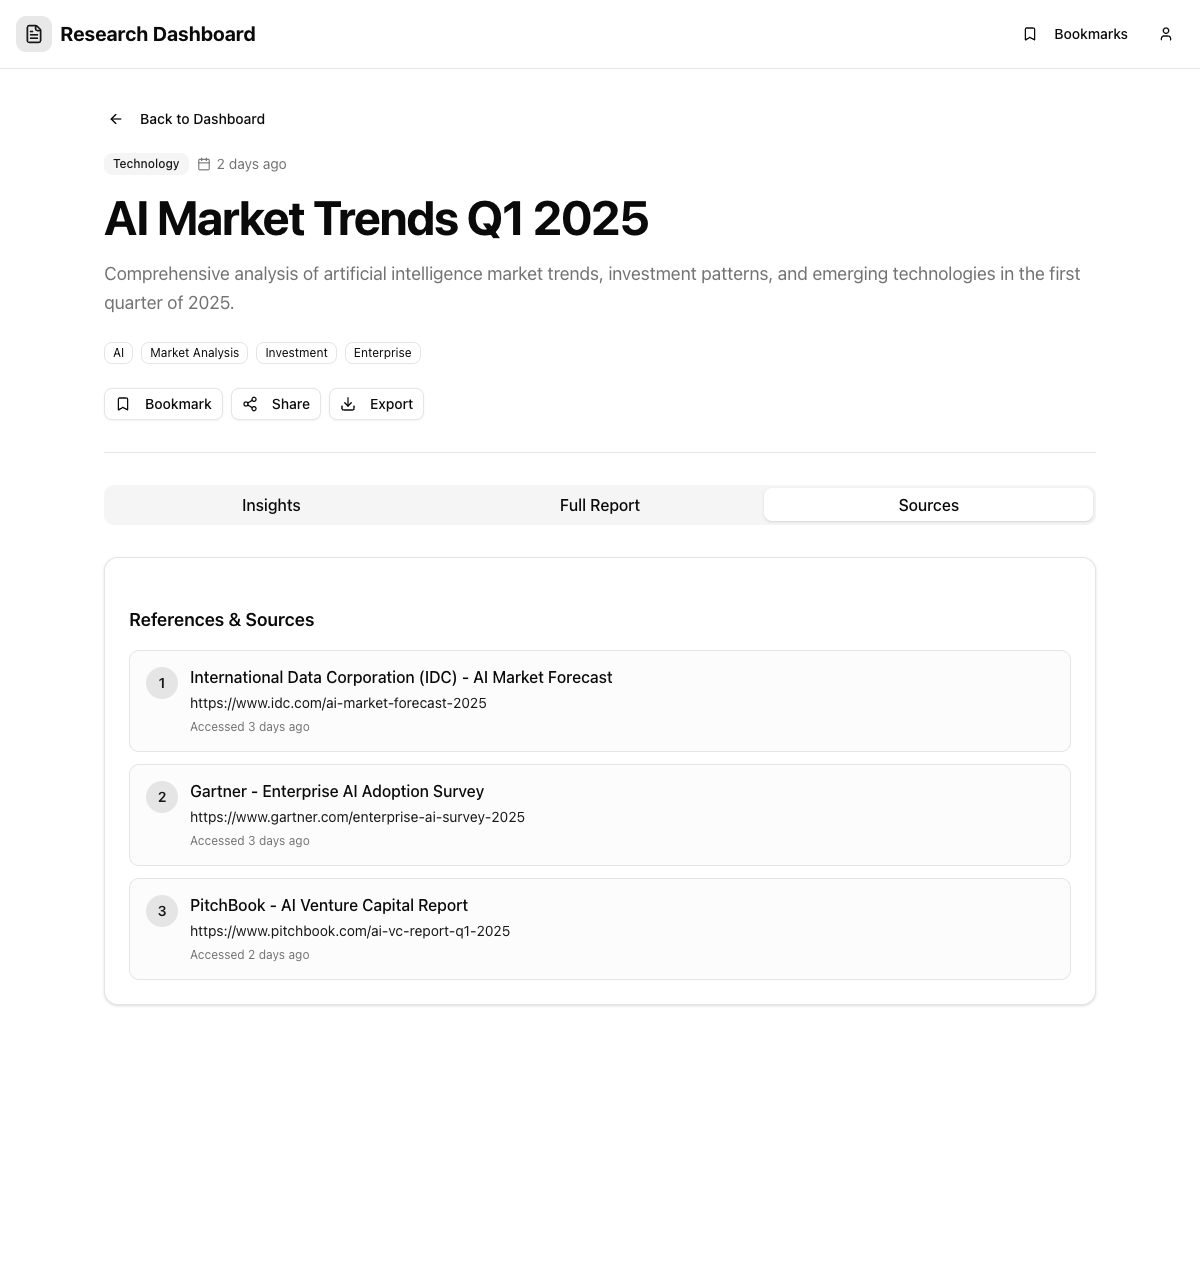 Research Dashboard
Bookmarks
Back to Dashboard
Technology
2 days ago
AI Market Trends Q1 2025
Comprehensive analysis of artificial intelligence market trends, investment patterns, and emerging technologies in the first
quarter of 2025.
AI
Market Analysis
Investment
Enterprise
Bookmark
Share
Export
Insights
Full Report
Sources
References & Sources
1
International Data Corporation (IDC) - AI Market Forecast
https://www.idc.com/ai-market-forecast-2025
Accessed 3 days ago
2
Gartner - Enterprise AI Adoption Survey
https://www.gartner.com/enterprise-ai-survey-2025
Accessed 3 days ago
3
PitchBook - AI Venture Capital Report
https://www.pitchbook.com/ai-vc-report-q1-2025
Accessed 2 days ago